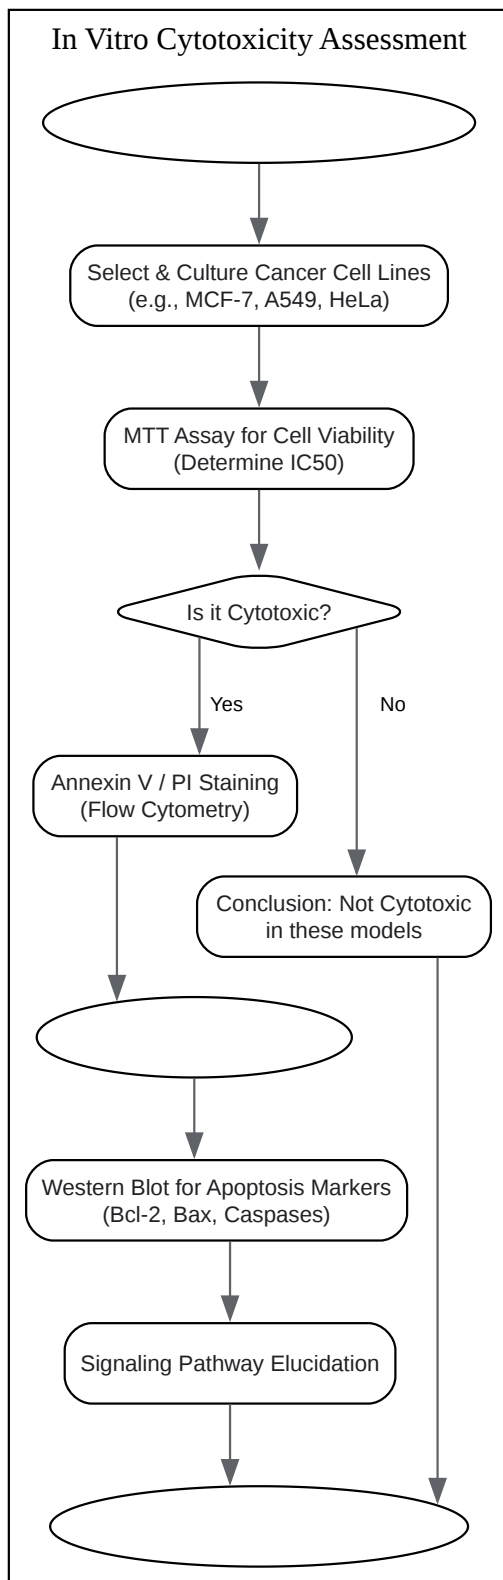 In Vitro Cytotoxicity Assessment
Select & Culture Cancer Cell Lines
(e.g., MCF-7, A549, HeLa)
MTT Assay for Cell Viability
(Determine IC50)
Is it Cytotoxic?
Yes
No
Annexin V / PI Staining
(Flow Cytometry)
Conclusion: Not Cytotoxic
in these models
Western Blot for Apoptosis Markers
(Bcl-2, Bax, Caspases)
Signaling Pathway Elucidation